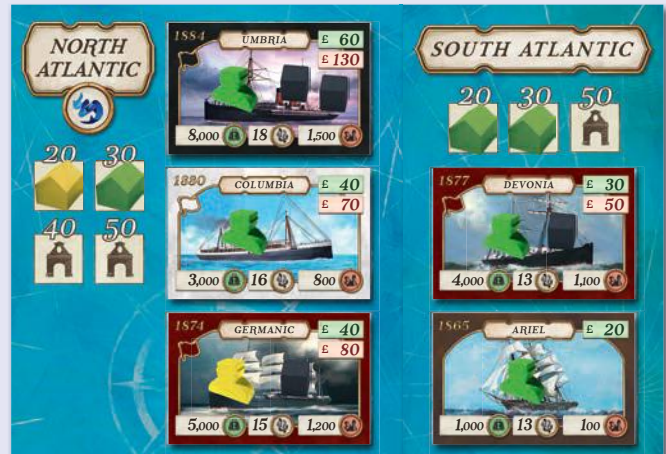 NORTH
ATLANTIC
20 30
40 50
1884 UMBRIA £ 60
£ 130
8,000 18 1,500
1880 COLUMBIA £ 40
£ 70
3,000 16 800
1874 GERMANIC £ 40
£ 80
5,000 15 1,200
SOUTH ATLANTIC
20 30 50
1877 DEVONIA £ 30
£ 50
4,000 13 1,100
1865 ARIEL £ 20
1,000 13 100